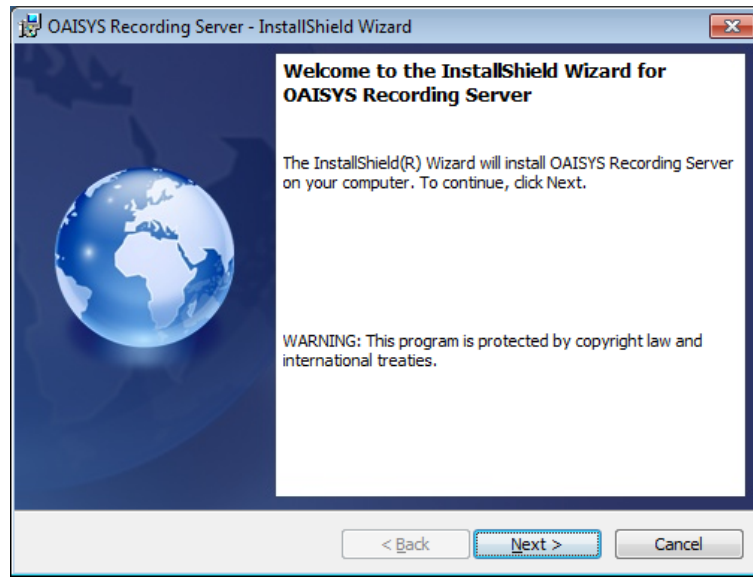 OAISYS Recording Server - InstallShield Wizard
Welcome to the InstallShield Wizard for
OAISYS Recording Server
The InstallShield(R) Wizard will install OAISYS Recording Server
on your computer. To continue, click Next.
WARNING: This program is protected by copyright law and
international treaties.
< Back Next > Cancel